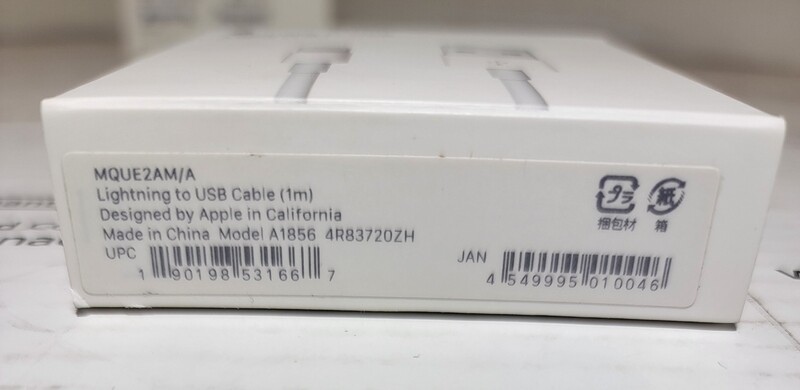 MQUE2AM/A
Lightning to USB Cable (1m)
Designed by Apple in California
Made in China Model A1856 4R83720ZH
UPC
1 90198 53166 7
JAN
4 549995 010046
プラ
捆包材
紙
箱